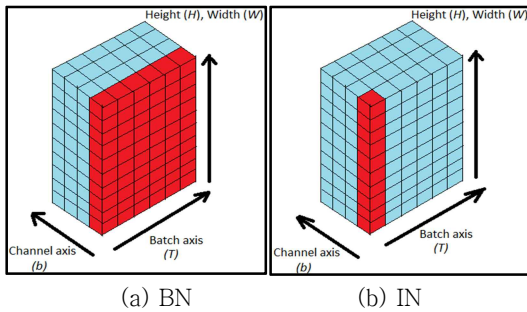 Height (H), Width (W)
Channel axis
(b)
Batch axis
(T)
(a) BN
Height (H), Width (W)
Channel axis
(b)
Batch axis
(T)
(b) IN